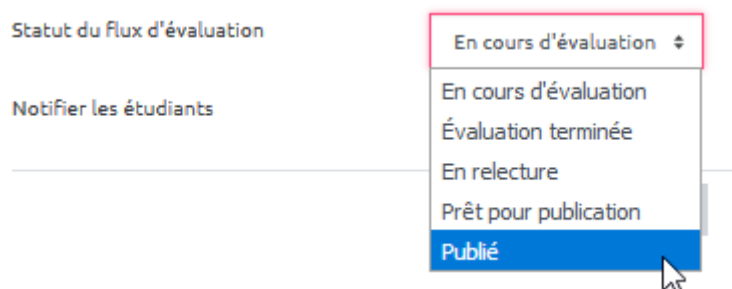 Statut du flux d'évaluation
En cours d'évaluation
En cours d'évaluation
Évaluation terminée
Notifier les étudiants
En relecture
Prêt pour publication
Publié